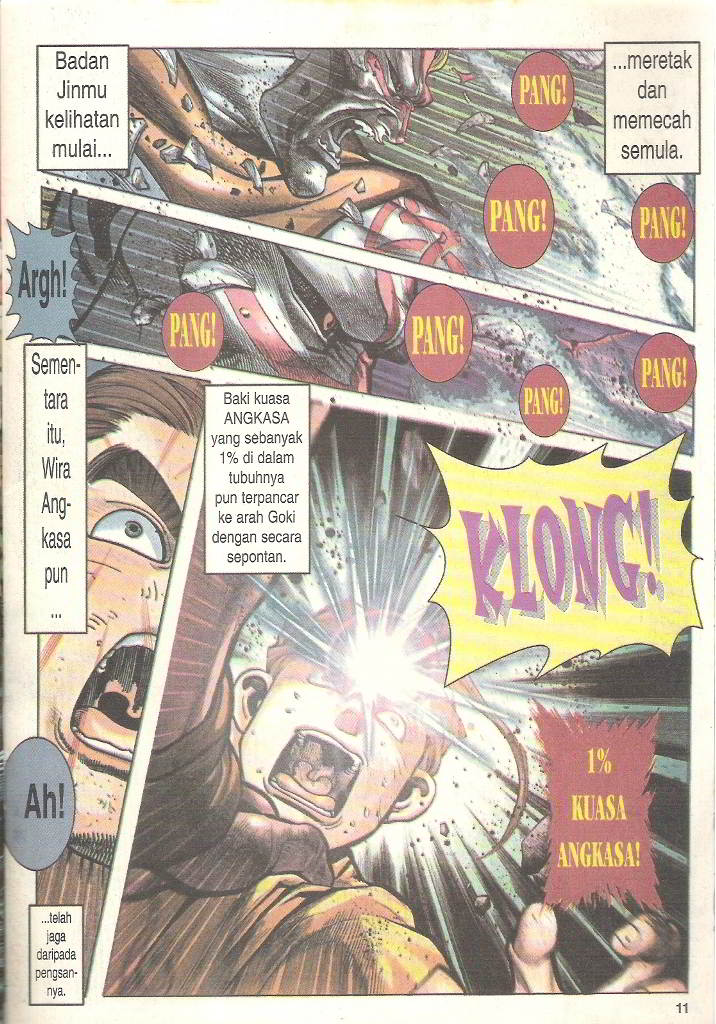 Badan
Jinmu
kelihatan
mulai...
...meretak
dan
memecah
semula.
PANG!
PANG!
PANG!
Argh!
PANG!
PANG!
PANG!
PANG!
Semen-
tara
itu,
Wira
Ang-
kasa
pun
...
Baki kuasa
ANGKASA
yang sebanyak
1% di dalam
tubuhnya
pun terpancar
ke arah Goki
dengan secara
sepontan.
KLONG!
1%
KUASA
ANGKASA!
Ah!
...telah
jaga
daripada
pengsan-
nya.
11